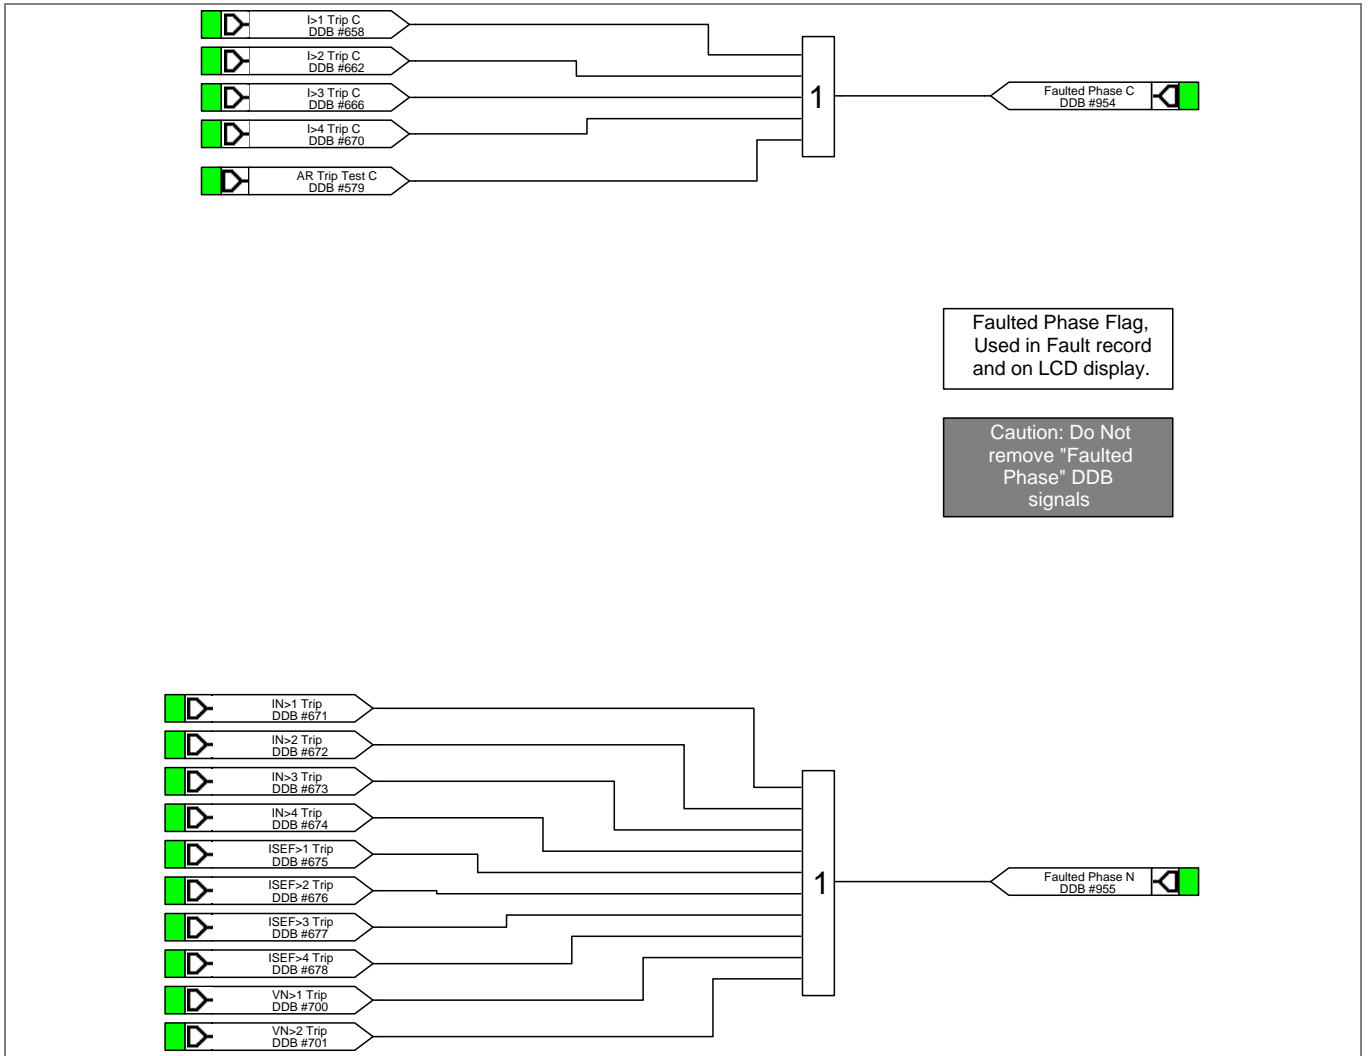 I>1 Trip C
DDB #658
I>2 Trip C
DDB #662
I>3 Trip C
DDB #666
I>4 Trip C
DDB #670
AR Trip Test C
DDB #579
1
Faulted Phase C
DDB #954
Faulted Phase Flag,
Used in Fault record
and on LCD display.
Caution: Do Not
remove "Faulted
Phase" DDB
signals
IN>1 Trip
DDB #671
IN>2 Trip
DDB #672
IN>3 Trip
DDB #673
IN>4 Trip
DDB #674
ISEF>1 Trip
DDB #675
ISEF>2 Trip
DDB #676
ISEF>3 Trip
DDB #677
ISEF>4 Trip
DDB #678
VN>1 Trip
DDB #700
VN>2 Trip
DDB #701
1
Faulted Phase N
DDB #955